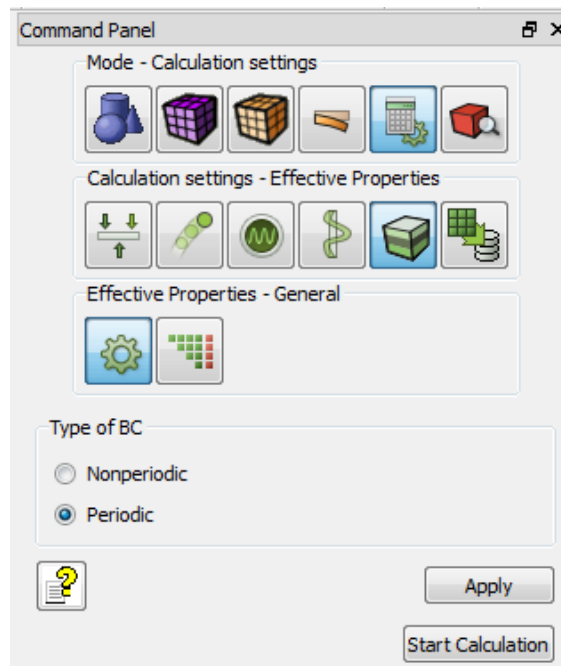 Command Panel
Mode - Calculation settings
Calculation settings - Effective Properties
Effective Properties - General
Type of BC
Nonperiodic
Periodic
Apply
Start Calculation